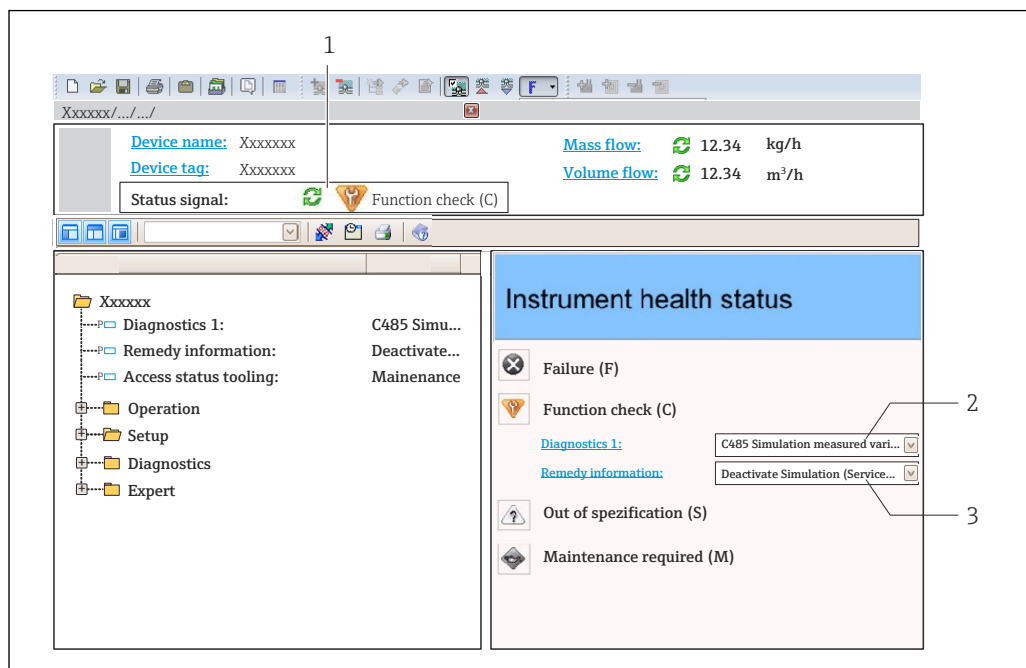 1
F
Xxxxxx/.../.../
Device name: Xxxxxxx
Mass flow: 12.34 kg/h
Device tag: Xxxxxxx
Volume flow: 12.34 m³/h
Status signal: Function check (C)
Xxxxxx
P Diagnostics 1: C485 Simu...
P Remedy information: Deactivate...
P Access status tooling: Mainenance
Operation
Setup
Diagnostics
Expert
Instrument health status
Failure (F)
Function check (C)
Diagnostics 1: C485 Simulation measured vari...
2
Remedy information: Deactivate Simulation (Service...
Out of spezification (S)
3
Maintenance required (M)